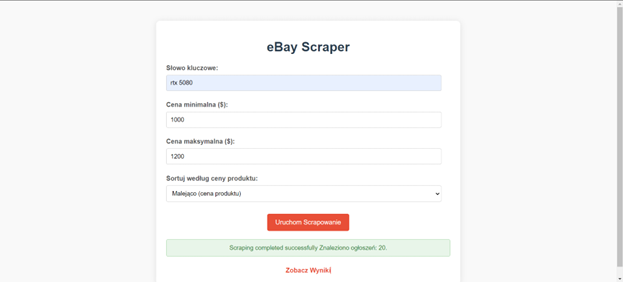 eBay Scraper
Słowo kluczowe:
rtx 5080
Cena minimalna ($):
1000
Cena maksymalna ($):
1200
Sortuj według ceny produktu:
Malejąco (cena produktu)
Uruchom Scrapowanie
Scraping completed successfully Znaleziono ogłoszeń: 20.
Zobacz Wyniki